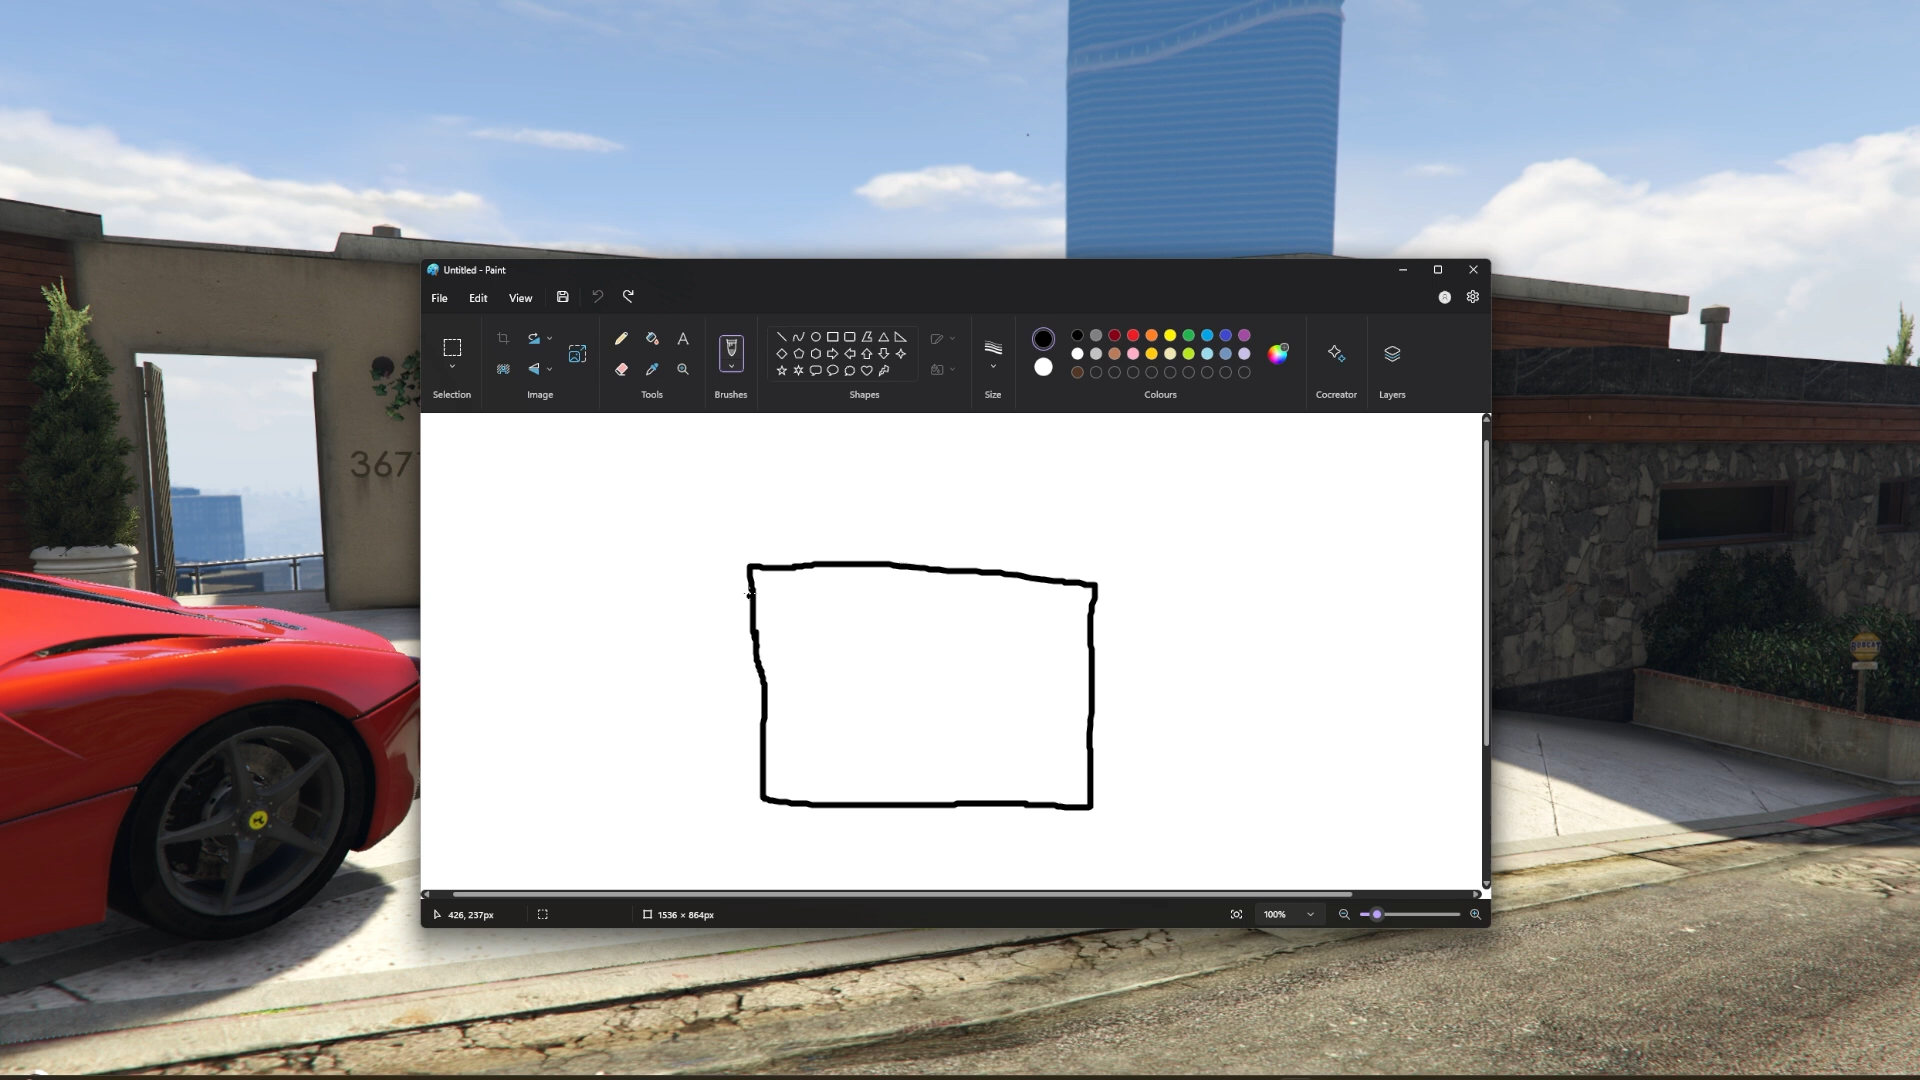 Untitled - Paint
File Edit View
Selection Image Tools Brushes Shapes Size Colours Cocreator Layers
367
426, 237px 1536 × 864px 100%